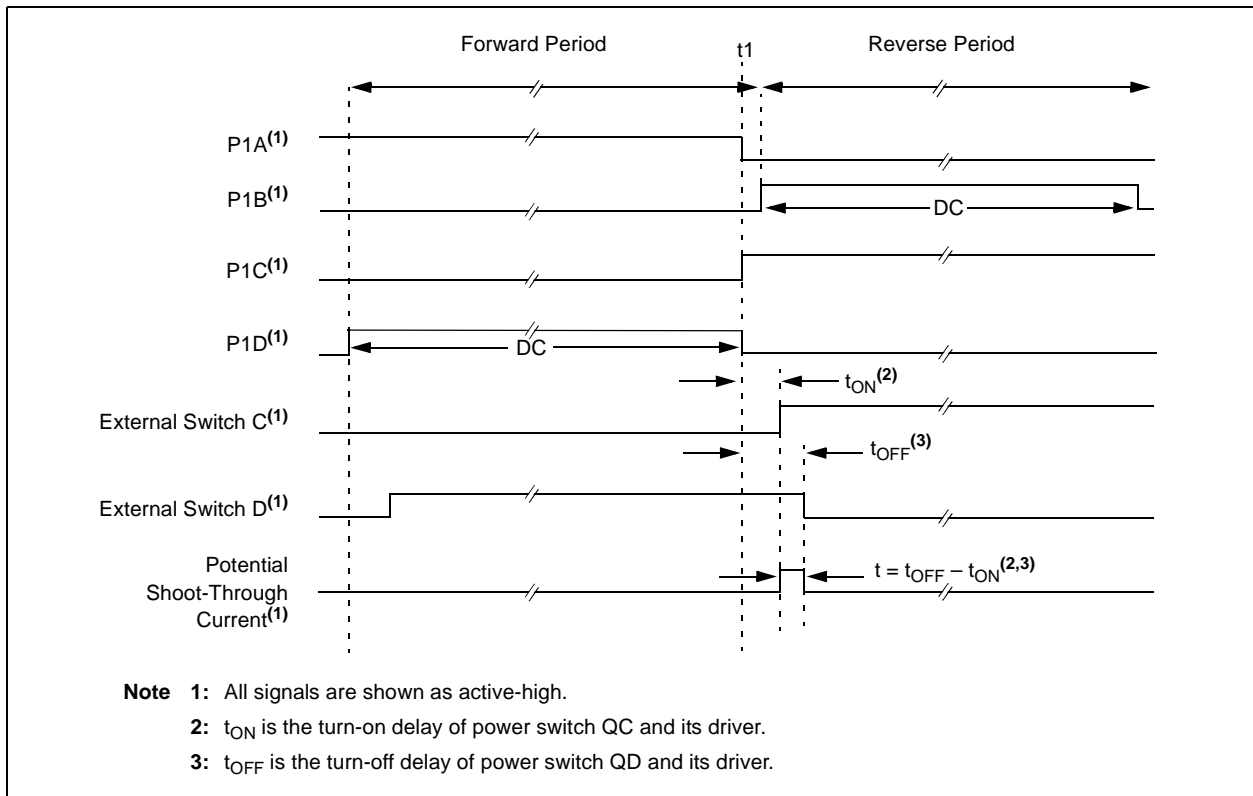 Forward Period
t1
Reverse Period
P1A(1)
P1B(1)
DC
P1C(1)
P1D(1)
DC
tON(2)
External Switch C(1)
tOFF(3)
External Switch D(1)
Potential
Shoot-Through
Current(1)
t = tOFF – tON(2,3)
Note 1: All signals are shown as active-high.
2: tON is the turn-on delay of power switch QC and its driver.
3: tOFF is the turn-off delay of power switch QD and its driver.